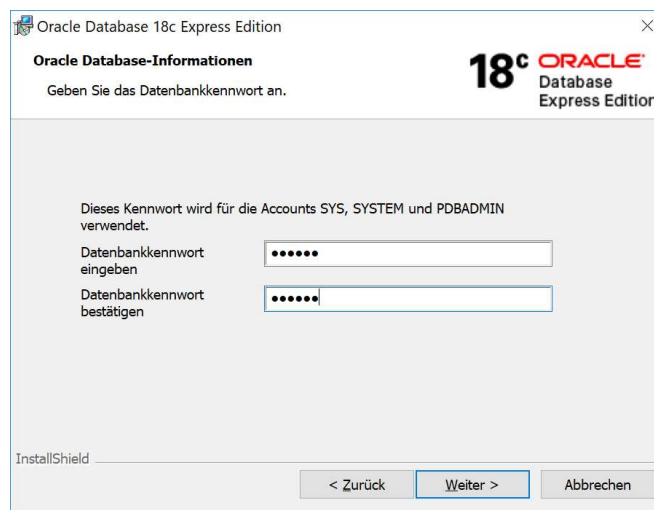 Oracle Database 18c Express Edition
Oracle Database-Informationen
Geben Sie das Datenbankkennwort an.
18c ORACLE
Database
Express Edition
Dieses Kennwort wird für die Accounts SYS, SYSTEM und PDBADMIN
verwendet.
Datenbankkennwort
eingeben
••••••
Datenbankkennwort
bestätigen
••••••
InstallShield
< Zurück
Weiter >
Abbrechen